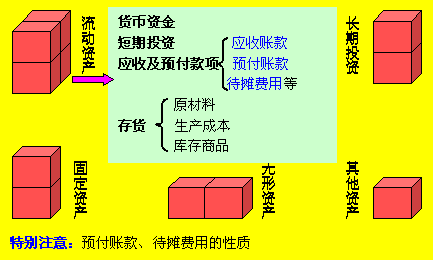 流动资产
货币资金
短期投资
应收及预付款项
应收账款
预付账款
待摊费用等
存货
原材料
生产成本
库存商品
长期投资
固定资产
无形资产
其他资产
特别注意：预付账款、待摊费用的性质